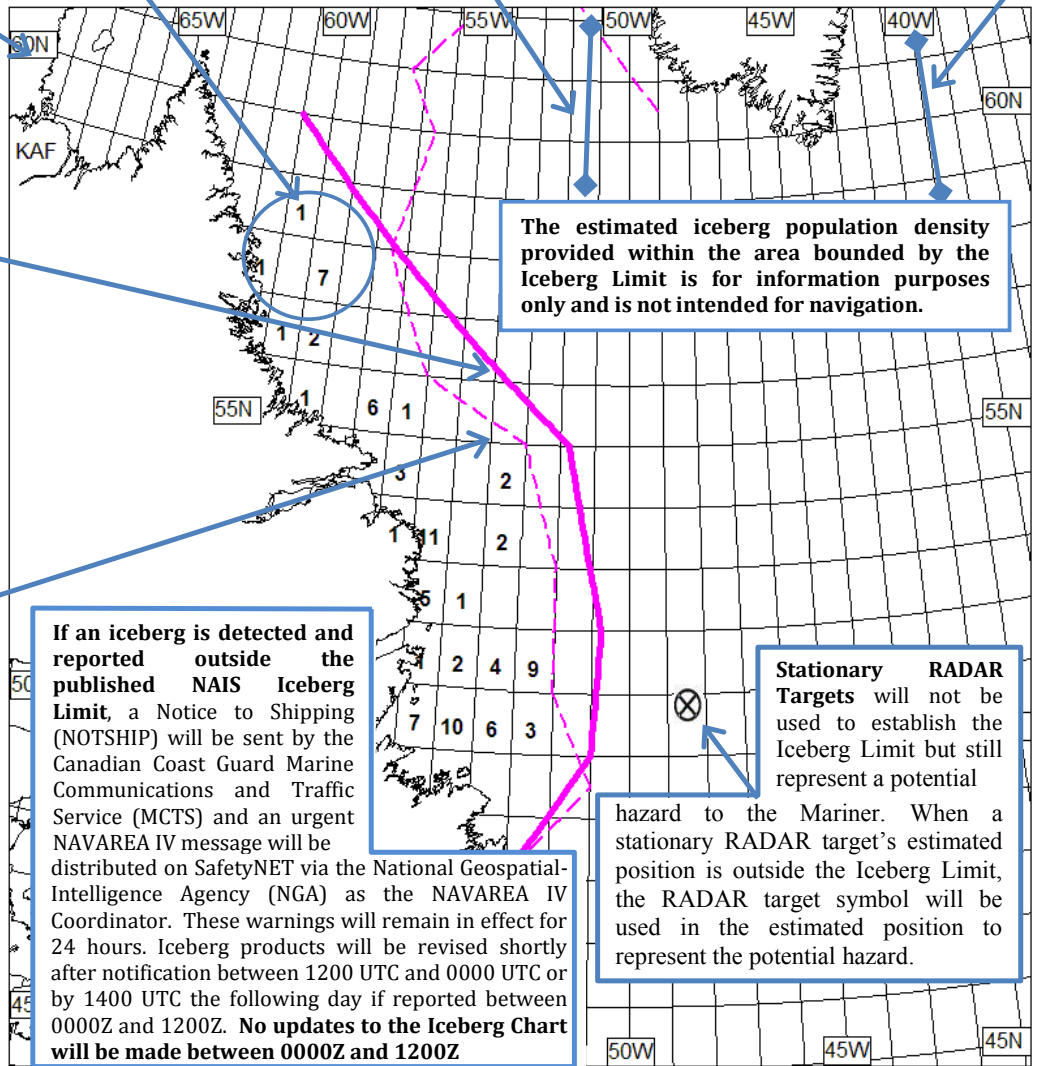 65W 60W 55W 50W 45W 40W
60N
60N
KAF
1
The estimated iceberg population density
provided within the area bounded by the
Iceberg Limit is for information purposes
only and is not intended for navigation.
1 7
1 2
1 6 1
55N 55N
3 2
1 11 2
5 1
1 2 4 9
7 10 6 3
50
If an iceberg is detected and
reported outside the
published NAIS Iceberg
Limit, a Notice to Shipping
(NOTSHIP) will be sent by the
Canadian Coast Guard Marine
Communications and Traffic
Service (MCTS) and an urgent
NAVAREA IV message will be
distributed on SafetyNET via the National Geospatial-
Intelligence Agency (NGA) as the NAVAREA IV
Coordinator. These warnings will remain in effect for
24 hours. Iceberg products will be revised shortly
after notification between 1200 UTC and 0000 UTC or
by 1400 UTC the following day if reported between
0000Z and 1200Z. No updates to the Iceberg Chart
will be made between 0000Z and 1200Z
Stationary RADAR
Targets will not be
used to establish the
Iceberg Limit but still
represent a potential
hazard to the Mariner. When a
stationary RADAR target's estimated
position is outside the Iceberg Limit,
the RADAR target symbol will be
used in the estimated position to
represent the potential hazard.
45
50W 45W 45N